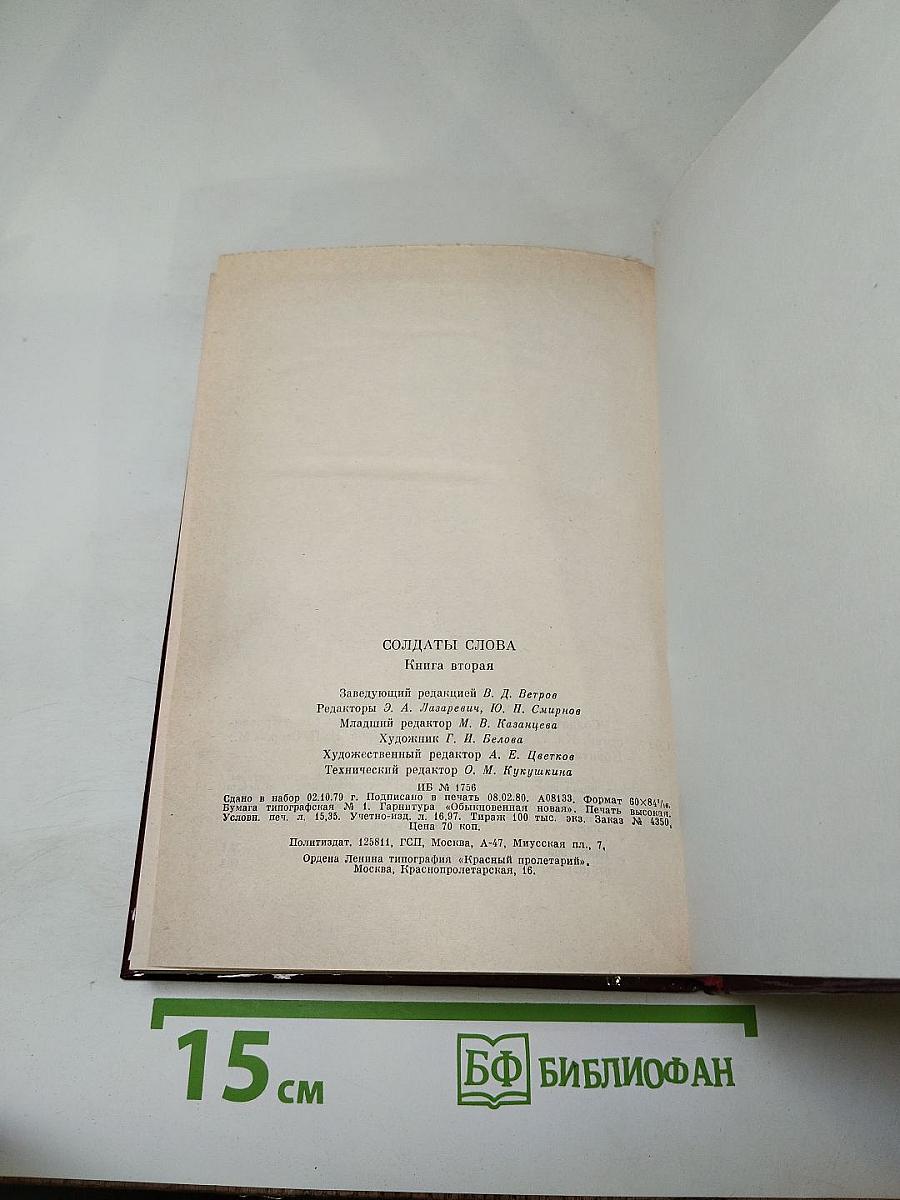 СОЛДАТЫ СЛОВА
Книга вторая
Заведующий редакцией В. Д. Ветров
Редакторы Э. А. Лазаревич, Ю. Н. Смирнов
Младший редактор М. В. Казанцева
Художник Г. И. Белова
Художественный редактор А. Е. Цветков
Технический редактор О. М. Кукушкина
ИБ № 1756
Сдано в набор 02.10.79 г. Подписано в печать 08.02.80. А08133. Формат 60×84¹/₁₆.
Бумага типографская № 1. Гарнитура «Обыкновенная новая». Печать высокая.
Условн. печ. л. 15,35. Учетно-изд. л. 16,97. Тираж 100 тыс. экз. Заказ № 4350.
Цена 70 коп.
Политиздат. 125811, ГСП, Москва, А-47, Миусская пл., 7.
Ордена Ленина типография «Красный пролетарий».
Москва, Краснопролетарская, 16.
15 см
БФ БИБЛИОФАН